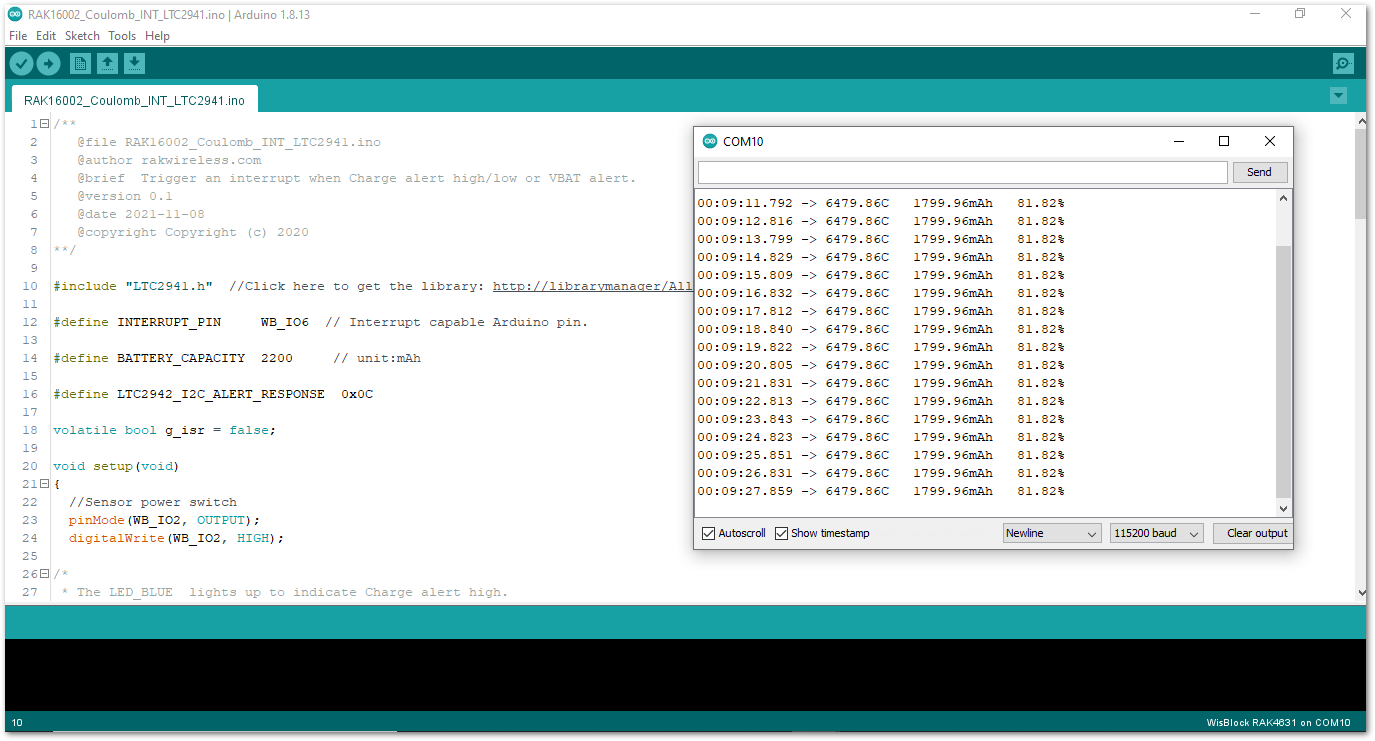 RAK16002_Coulomb_INT_LTC2941.ino | Arduino 1.8.13
File Edit Sketch Tools Help
RAK16002_Coulomb_INT_LTC2941.ino
1 /**
2 @file RAK16002_Coulomb_INT_LTC2941.ino
3 @author rakwireless.com
4 @brief  Trigger an interrupt when Charge alert high/low or VBAT alert.
5 @version 0.1
6 @date 2021-11-08
7 @copyright Copyright (c) 2020
8 **/
9
10 #include "LTC2941.h"  //Click here to get the library: http://librarymanager/All
11
12 #define INTERRUPT_PIN     WB_IO6  // Interrupt capable Arduino pin.
13
14 #define BATTERY_CAPACITY  2200     // unit:mAh
15
16 #define LTC2942_I2C_ALERT_RESPONSE  0x0C
17
18 volatile bool g_isr = false;
19
20 void setup(void)
21 {
22 //Sensor power switch
23 pinMode(WB_IO2, OUTPUT);
24 digitalWrite(WB_IO2, HIGH);
25
26 /*
27 * The LED_BLUE  lights up to indicate Charge alert high.
COM10
Send
00:09:11.792 -> 6479.86C   1799.96mAh   81.82%
00:09:12.816 -> 6479.86C   1799.96mAh   81.82%
00:09:13.799 -> 6479.86C   1799.96mAh   81.82%
00:09:14.829 -> 6479.86C   1799.96mAh   81.82%
00:09:15.809 -> 6479.86C   1799.96mAh   81.82%
00:09:16.832 -> 6479.86C   1799.96mAh   81.82%
00:09:17.812 -> 6479.86C   1799.96mAh   81.82%
00:09:18.840 -> 6479.86C   1799.96mAh   81.82%
00:09:19.822 -> 6479.86C   1799.96mAh   81.82%
00:09:20.805 -> 6479.86C   1799.96mAh   81.82%
00:09:21.831 -> 6479.86C   1799.96mAh   81.82%
00:09:22.813 -> 6479.86C   1799.96mAh   81.82%
00:09:23.843 -> 6479.86C   1799.96mAh   81.82%
00:09:24.823 -> 6479.86C   1799.96mAh   81.82%
00:09:25.851 -> 6479.86C   1799.96mAh   81.82%
00:09:26.831 -> 6479.86C   1799.96mAh   81.82%
00:09:27.859 -> 6479.86C   1799.96mAh   81.82%
Autoscroll Show timestamp Newline 115200 baud Clear output
10 WisBlock RAK4631 on COM10